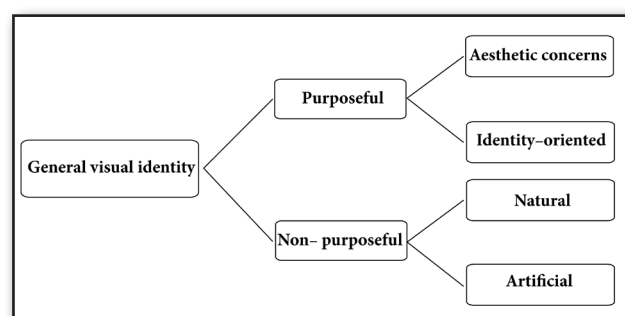 Aesthetic concerns
Purposeful
Identity–oriented
General visual identity
Natural
Non– purposeful
Artificial